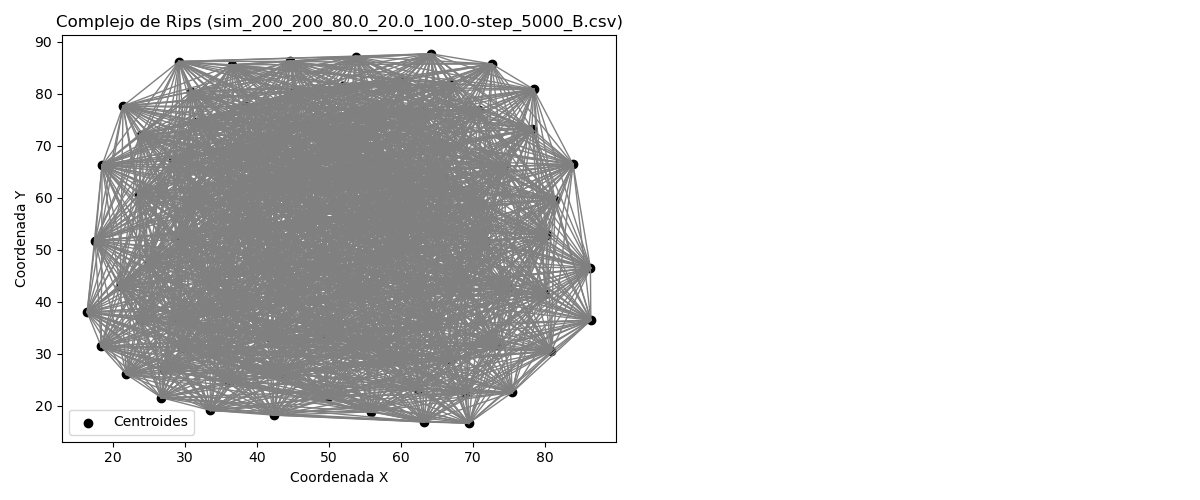 Complejo de Rips (sim_200_200_80.0_20.0_100.0-step_5000_B.csv)
90
80
70
60
50
40
30
20
Coordenada Y
Centroides
20 30 40 50 60 70 80
Coordenada X